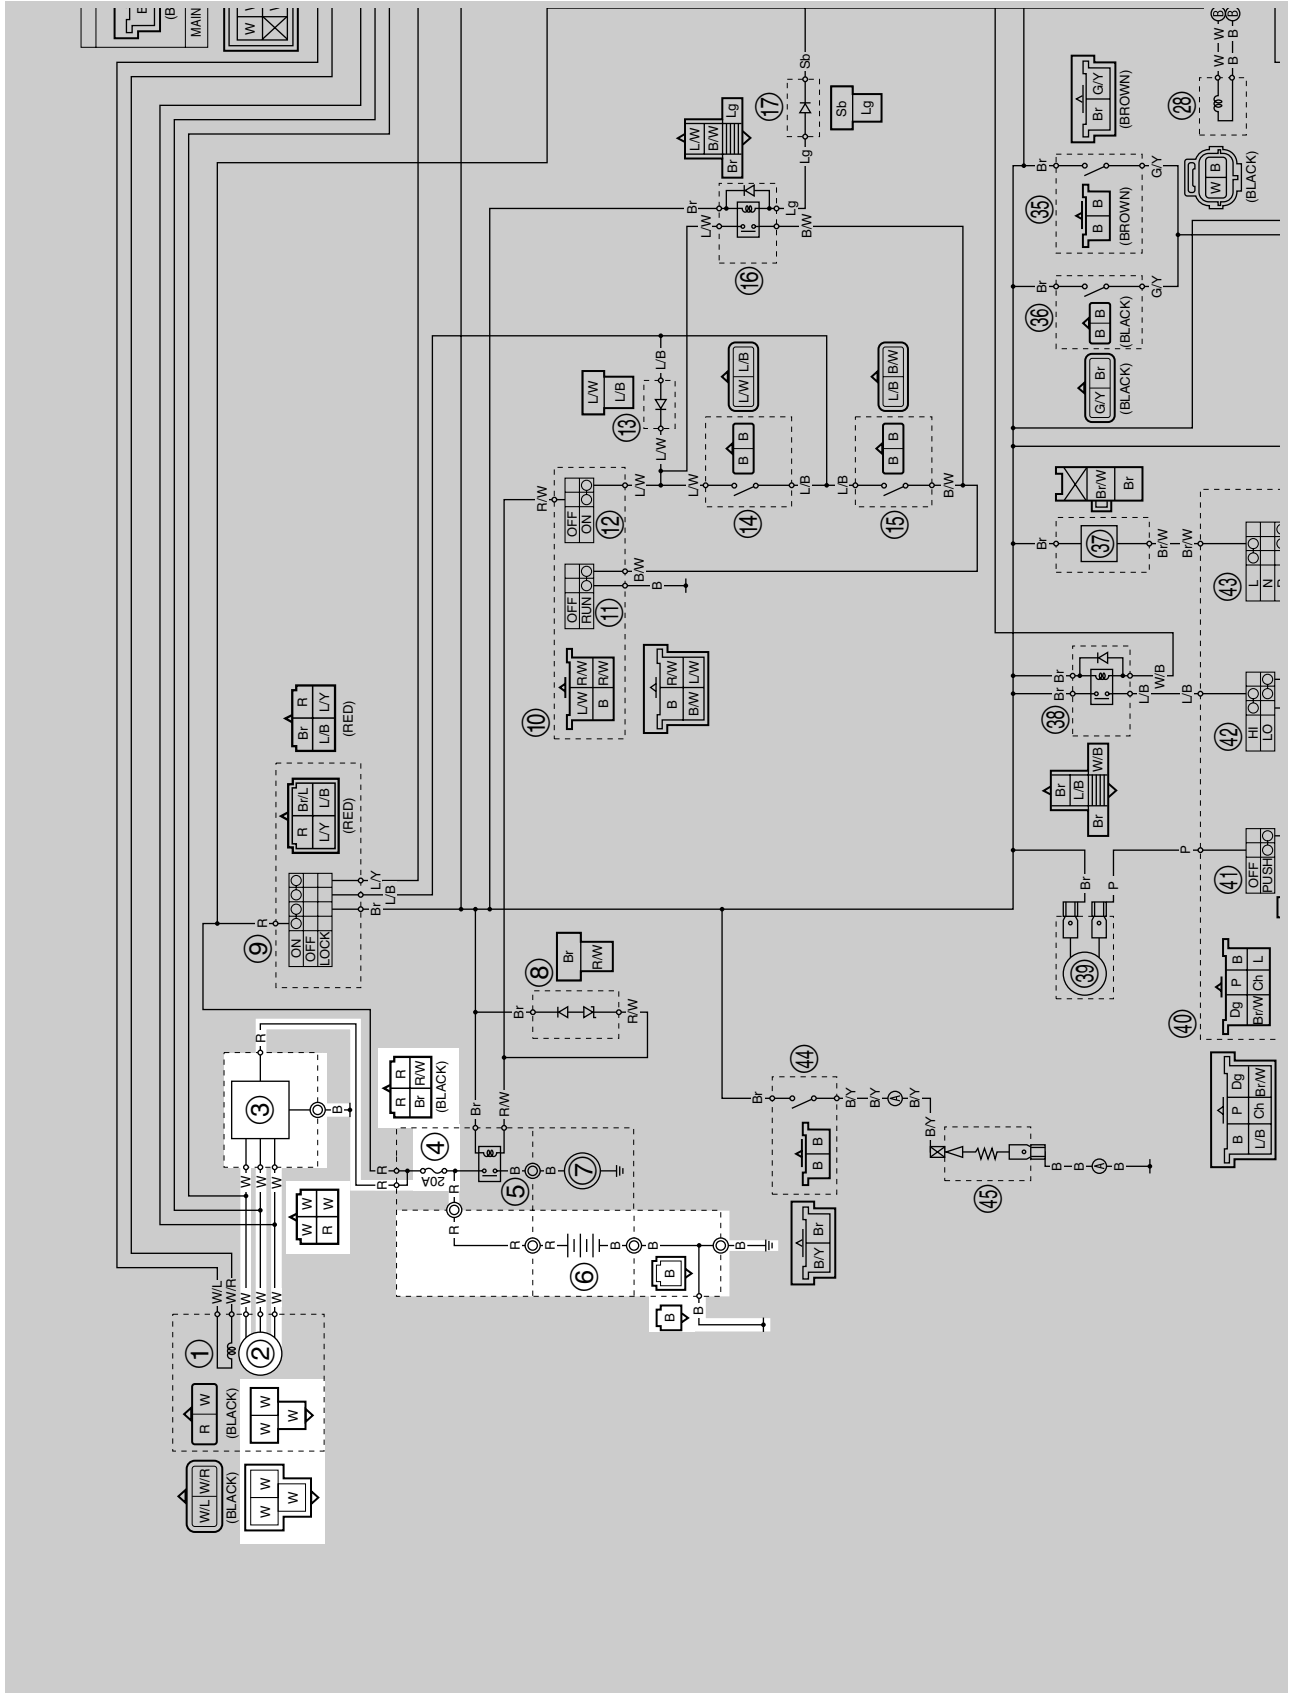 W/L W/R
(BLACK)
W W
W
R W
(BLACK)
W W
W
1
2
W/L
W/R
W
W
W
W
W
W
3
R
B
W W
R W
9
R
ON
OFF
LOCK
L/Y
L/B
Br
R Br/L
L/Y L/B
(RED)
Br R
L/B L/Y
(RED)
MAIN
W
4
20A
R
R
R
R
R R
Br R/W
(BLACK)
Br
R/W
5
B
B
7
6
R
R
B
B
B
B
B
B
8
Br
R/W
Br
R/W
10
L/W R/W
B R/W
B R/W
B/W L/W
11
OFF
RUN
B/W
B
12
OFF
ON
R/W
L/W
13
L/W
L/B
L/W
L/B
14
L/W
L/B
B B
L/W L/B
15
L/B
B/W
B B
L/B B/W
16
Br
L/W
Lg
B/W
L/W
B/W
Br
Lg
17
Lg
Sb
Sb
Lg
44
Br
B/Y
B B
B/Y Br
B/Y
A
B/Y
B/Y
45
B
B
A
B
39
Br
P
P
38
Br
Br
L/B
W/B
L/B
Br
L/B
Br
W/B
37
Br
Br/W
Br/W
Br/W
Br
36
Br
G/Y
B B
(BLACK)
G/Y Br
(BLACK)
35
Br
G/Y
B B
(BROWN)
Br G/Y
(BROWN)
28
W
B
W
B
B
B
W B
(BLACK)
40
Dg P B
Br/W Ch L
B P Dg
L/B Ch Br/W
41
OFF
PUSH
42
HI
LO
43
L
N